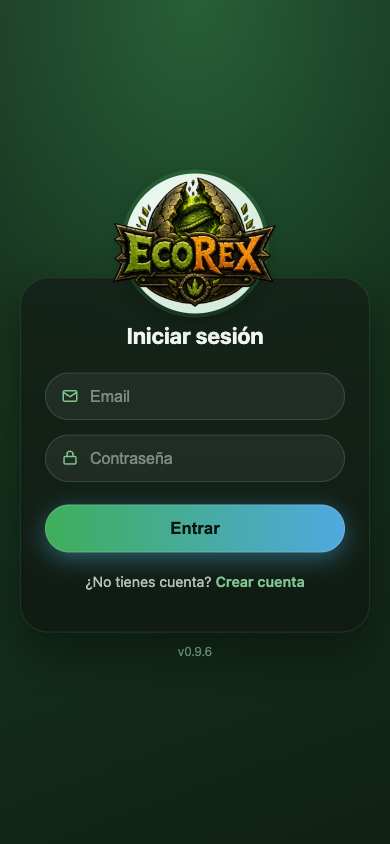 EcoRex
Iniciar sesión
Email
Contraseña
Entrar
¿No tienes cuenta? Crear cuenta
v0.9.6